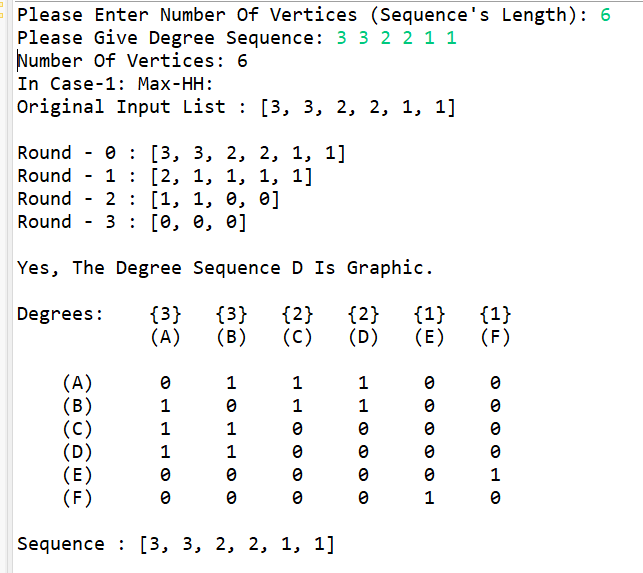 Please Enter Number Of Vertices (Sequence's Length): 6
Please Give Degree Sequence: 3 3 2 2 1 1
Number Of Vertices: 6
In Case-1: Max-HH:
Original Input List : [3, 3, 2, 2, 1, 1]
Round - 0 : [3, 3, 2, 2, 1, 1]
Round - 1 : [2, 1, 1, 1, 1]
Round - 2 : [1, 1, 0, 0]
Round - 3 : [0, 0, 0]
Yes, The Degree Sequence D Is Graphic.
Degrees: {3} {3} {2} {2} {1} {1}
(A) (B) (C) (D) (E) (F)
(A) 0 1 1 1 0 0
(B) 1 0 1 1 0 0
(C) 1 1 0 0 0 0
(D) 1 1 0 0 0 0
(E) 0 0 0 0 0 1
(F) 0 0 0 0 1 0
Sequence : [3, 3, 2, 2, 1, 1]